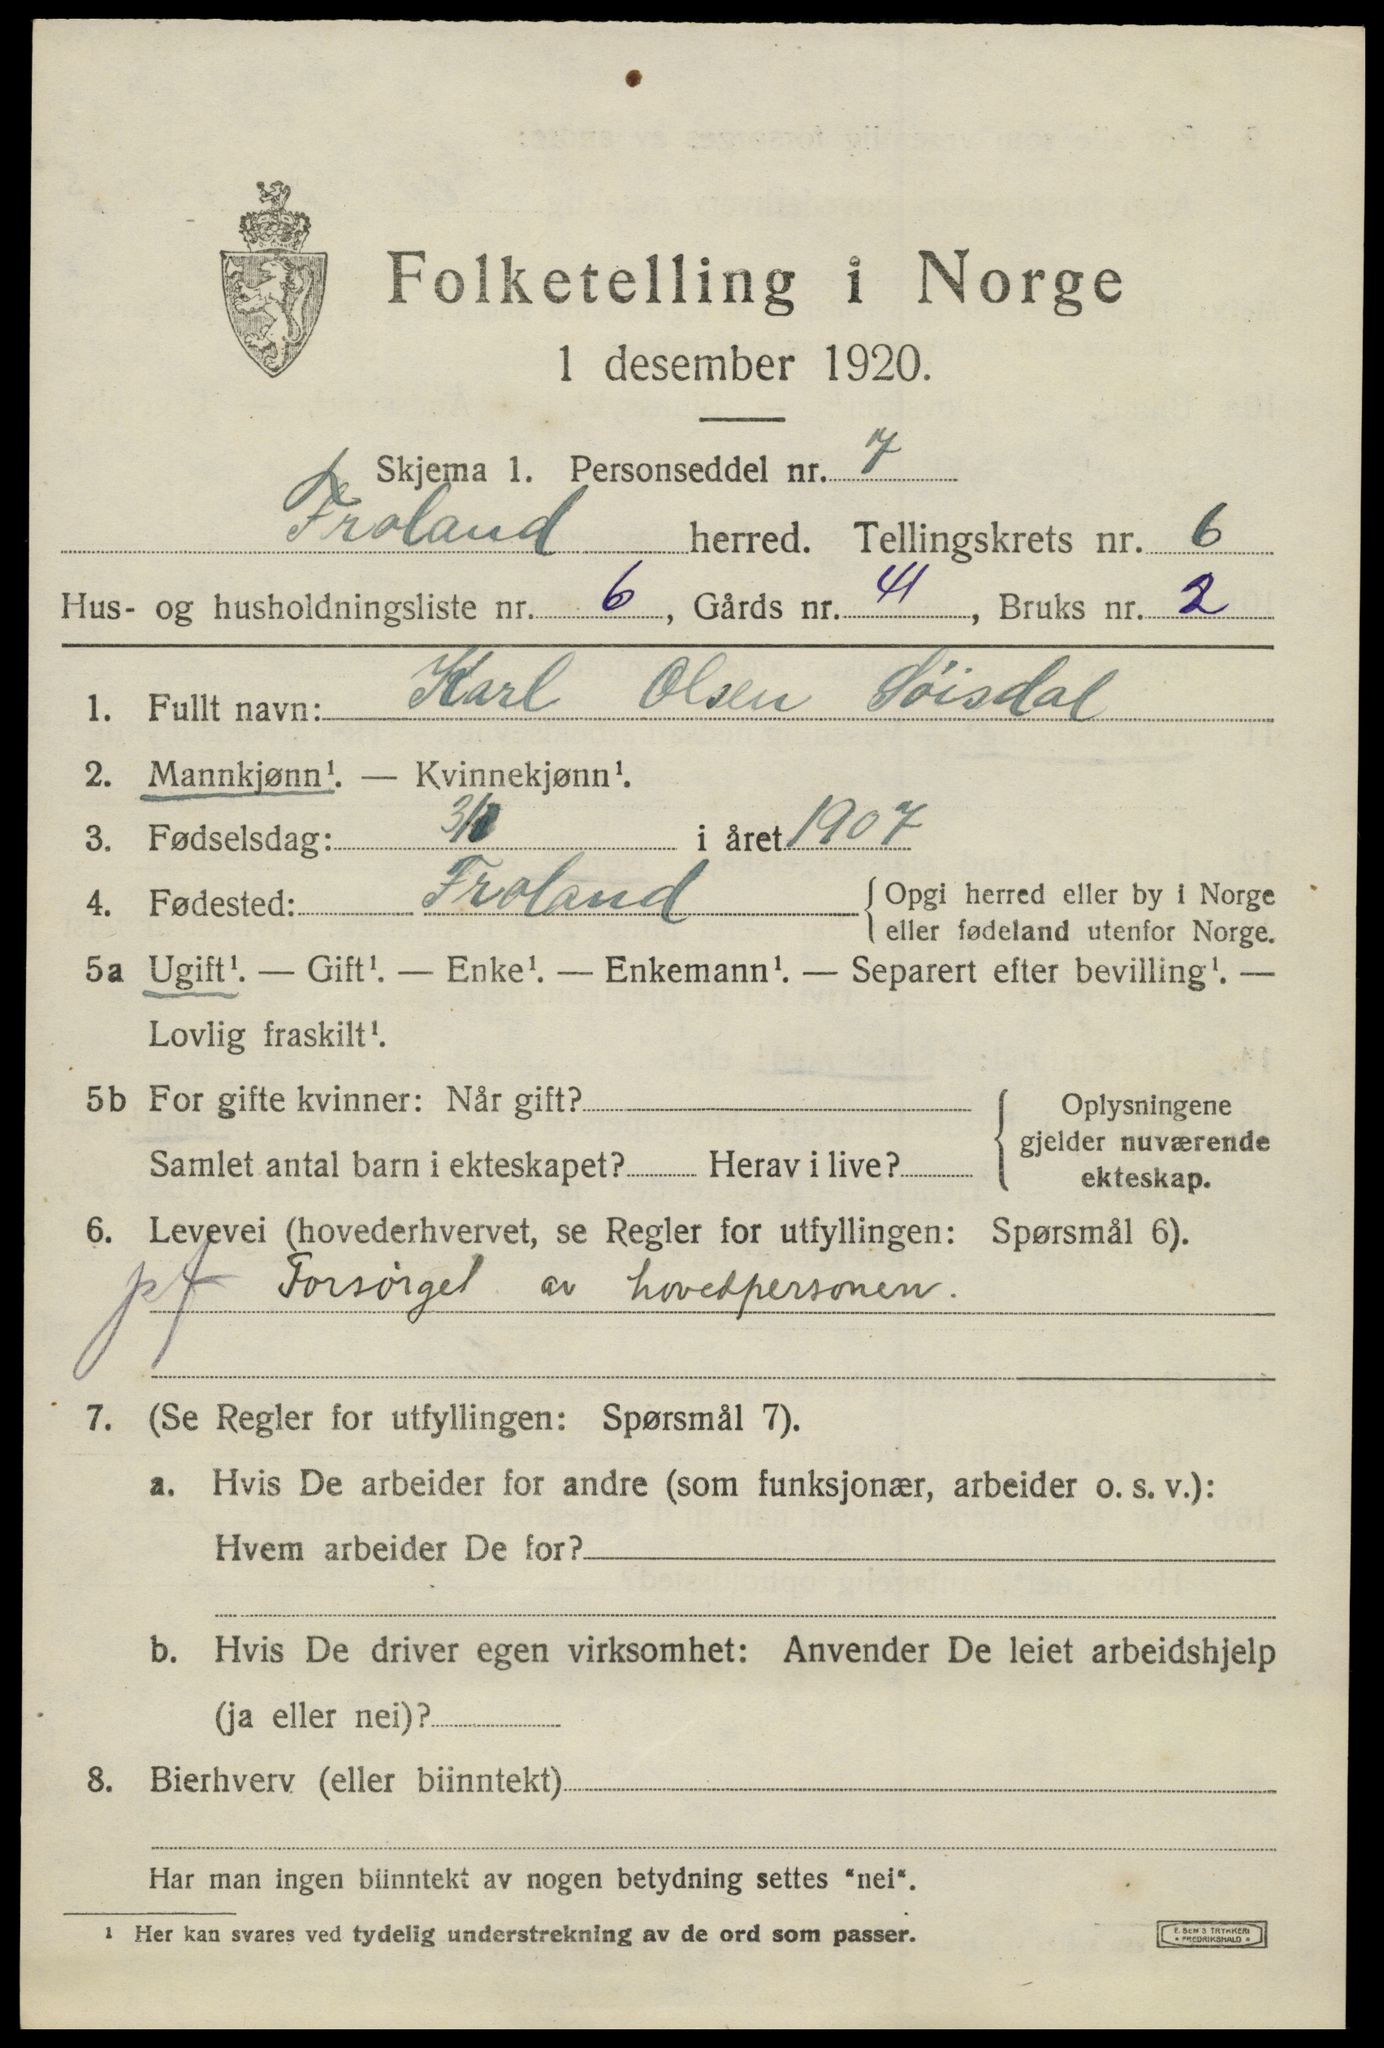 Folketelling i Norge
1 desember 1920.
Skjema 1. Personseddel nr. 7
Froland herred. Tellingskrets nr. 6
Hus- og husholdningsliste nr. 6, Gårds nr. 41, Bruks nr. 2
1. Fullt navn: Karl Olsen Søisdal
2. Mannkjønn¹. — Kvinnekjønn¹.
3. Fødselsdag: i året 1907
4. Fødested: Froland {Opgi herred eller by i Norge
eller fødeland utenfor Norge.
5a Ugift¹. — Gift¹. — Enke¹. — Enkemann¹. — Separert efter bevilling¹. —
Lovlig fraskilt¹.
5b For gifte kvinner: Når gift?
Samlet antal barn i ekteskapet? Herav i live?
{Oplysningene
gjelder nuværende
ekteskap.
6. Levevei (hovederhvervet, se Regler for utfyllingen: Spørsmål 6).
pf Forsørget av hovedpersonen.
7. (Se Regler for utfyllingen: Spørsmål 7).
a. Hvis De arbeider for andre (som funksjonær, arbeider o. s. v.):
Hvem arbeider De for?
b. Hvis De driver egen virksomhet: Anvender De leiet arbeidshjelp
(ja eller nei)?
8. Bierhverv (eller biinntekt)
Har man ingen biinntekt av nogen betydning settes "nei".
¹ Her kan svares ved tydelig understrekning av de ord som passer.
E. SEM'S TRYKKERI
* FREDRIKSHALD *